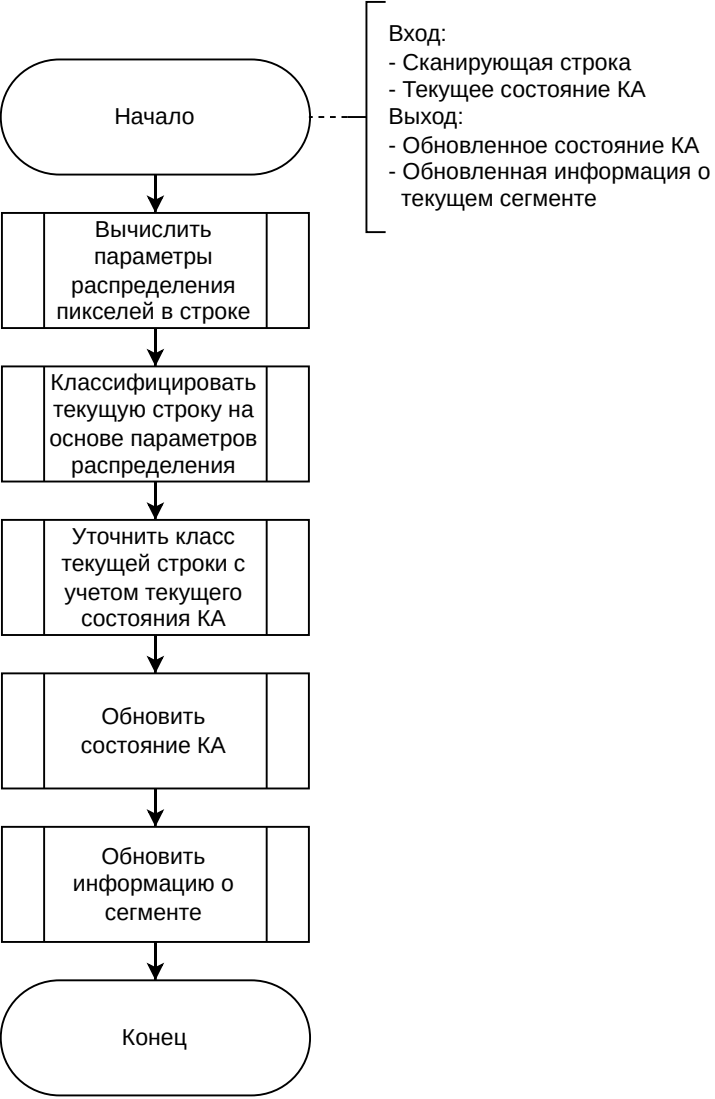 Вход:
- Сканирующая строка
- Текущее состояние КА
Выход:
- Обновленное состояние КА
- Обновленная информация о
текущем сегменте
Начало
Вычислить
параметры
распределения
пикселей в строке
Классифицировать
текущую строку на
основе параметров
распределения
Уточнить класс
текущей строки с
учетом текущего
состояния КА
Обновить
состояние КА
Обновить
информацию о
сегменте
Конец